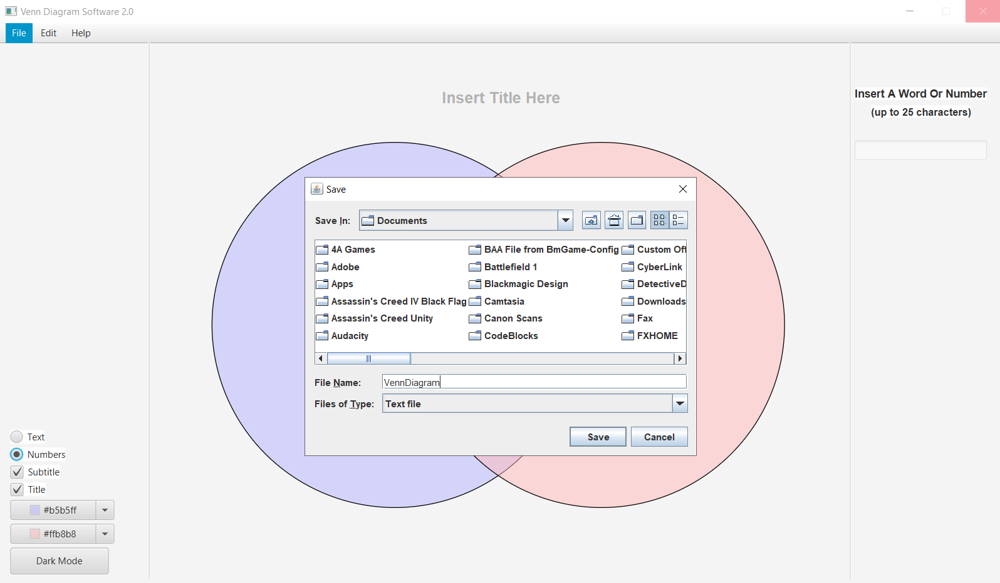 Venn Diagram Software 2.0
File Edit Help
Insert Title Here
Insert A Word Or Number
(up to 25 characters)
Save
Save In: Documents
4A Games
Adobe
Apps
Assassin's Creed IV Black Flag
Assassin's Creed Unity
Audacity
BAA File from BmGame-Config
Battlefield 1
Blackmagic Design
Camtasia
Canon Scans
CodeBlocks
Custom Off
CyberLink
DetectiveD
Downloads
Fax
FXHOME
File Name: VennDiagram
Files of Type: Text file
Save Cancel
Text
Numbers
Subtitle
Title
#b5b5ff
#ffb8b8
Dark Mode